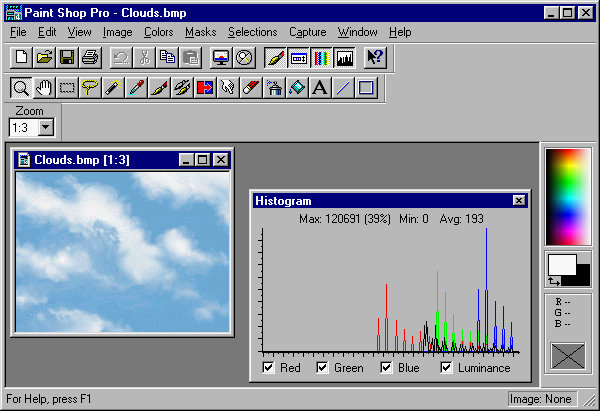 Paint Shop Pro - Clouds.bmp
File Edit View Image Colors Masks Selections Capture Window Help
A
Zoom
1:3
Clouds.bmp [1:3]
Histogram
Max: 120691 (39%) Min: 0 Avg: 193
Red Green Blue Luminance
R --
G --
B --
For Help, press F1
Image: None